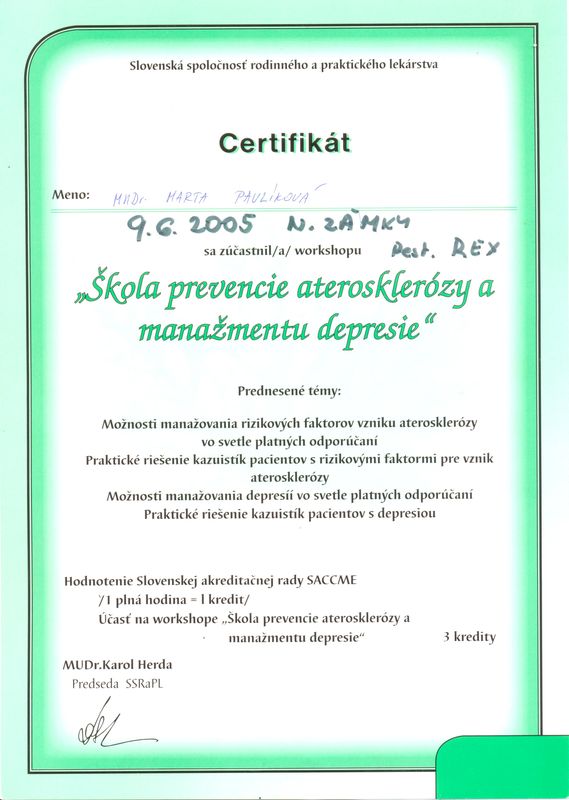 Slovenská spoločnosť rodinného a praktického lekárstva
Certifikát
Meno: MUDr. MARTA PAVLÍKOVÁ
9.6.2005 N. ZÁMKY
sa zúčastnil/a/ workshopu Rest. REX
„Škola prevencie aterosklerózy a
manažmentu depresie“
Prednesené témy:
Možnosti manažovania rizikových faktorov vzniku aterosklerózy
vo svetle platných odporúčaní
Praktické riešenie kazuistík pacientov s rizikovými faktormi pre vznik
aterosklerózy
Možnosti manažovania depresíí vo svetle platných odporúčaní
Praktické riešenie kazuistík pacientov s depresiou
Hodnotenie Slovenskej akreditačnej rady SACCME
/1 plná hodina = l kredit/
Účasť na workshope „Škola prevencie aterosklerózy a
manažmentu depresie“ 3 kredity
MUDr.Karol Herda
Predseda SSRaPL